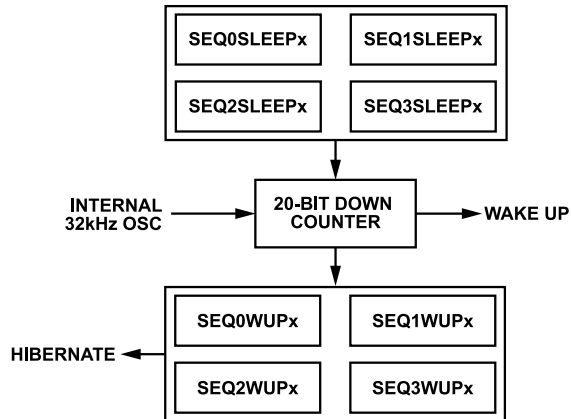 SEQ0SLEEPx
SEQ1SLEEPx
SEQ2SLEEPx
SEQ3SLEEPx
INTERNAL
32kHz OSC
20-BIT DOWN
COUNTER
WAKE UP
SEQ0WUPx
SEQ1WUPx
HIBERNATE
SEQ2WUPx
SEQ3WUPx